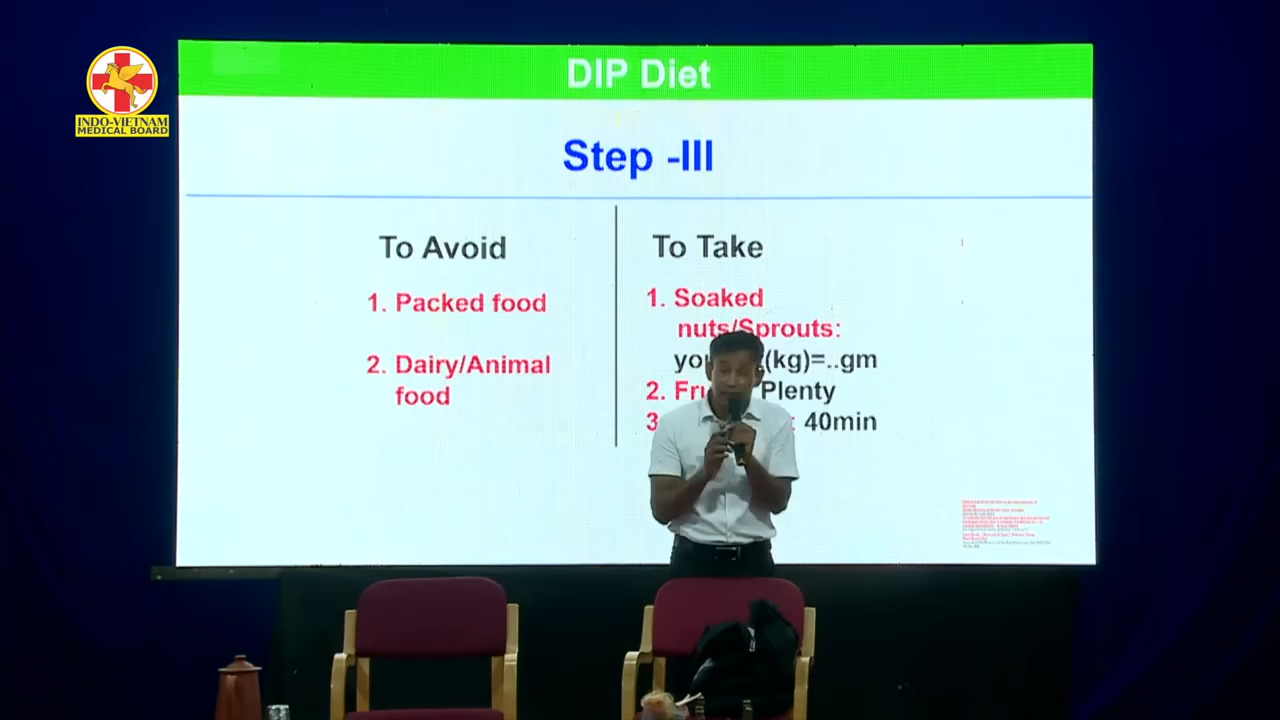 INDO-VIETNAM
MEDICAL BOARD
DIP Diet
Step -III
To Avoid
1. Packed food
2. Dairy/Animal
food
To Take
1. Soaked
nuts/Sprouts:
(kg)=..gm
2. Plenty
3 40min